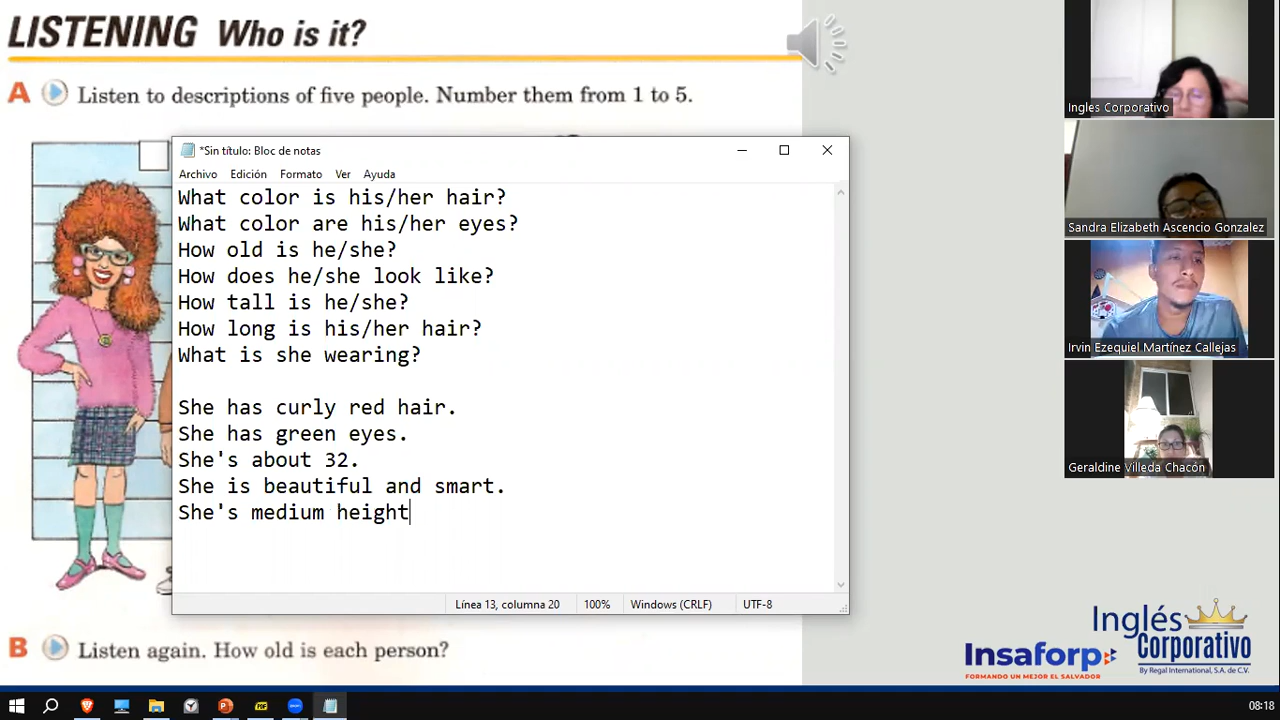 LISTENING Who is it?
A Listen to descriptions of five people. Number them from 1 to 5.
*Sin título: Bloc de notas
Archivo Edición Formato Ver Ayuda
What color is his/her hair?
What color are his/her eyes?
How old is he/she?
How does he/she look like?
How tall is he/she?
How long is his/her hair?
What is she wearing?
She has curly red hair.
She has green eyes.
She's about 32.
She is beautiful and smart.
She's medium height
Línea 13, columna 20 100% Windows (CRLF) UTF-8
B Listen again. How old is each person?
Ingles Corporativo
Sandra Elizabeth Ascencio Gonzalez
Irvin Ezequiel Martínez Callejas
Geraldine Villeda Chacón
Insaforp
FORMANDO UN MEJOR EL SALVADOR
Inglés
Corporativo
By Regal International, S.A. de C.V.
08:18